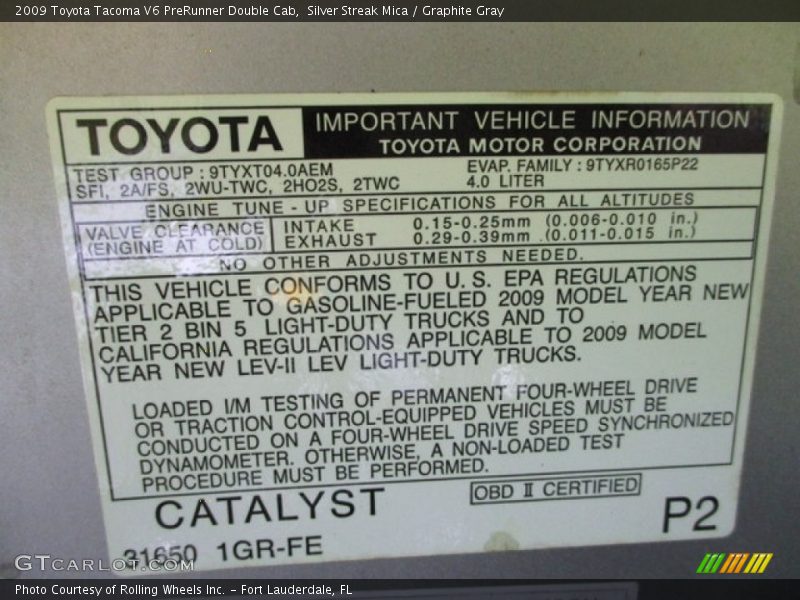 2009 Toyota Tacoma V6 PreRunner Double Cab,  Silver Streak Mica / Graphite Gray
TOYOTA
IMPORTANT VEHICLE INFORMATION
TOYOTA MOTOR CORPORATION
TEST GROUP : 9TYXT04.0AEM
EVAP. FAMILY : 9TYXR0165P22
SFI, 2A/FS, 2WU-TWC, 2HO2S, 2TWC
4.0 LITER
ENGINE TUNE - UP SPECIFICATIONS FOR ALL ALTITUDES
VALVE CLEARANCE
(ENGINE AT COLD)
INTAKE 0.15-0.25mm (0.006-0.010 in.)
EXHAUST 0.29-0.39mm (0.011-0.015 in.)
NO OTHER ADJUSTMENTS NEEDED.
THIS VEHICLE CONFORMS TO U.S. EPA REGULATIONS
APPLICABLE TO GASOLINE-FUELED 2009 MODEL YEAR NEW
TIER 2 BIN 5 LIGHT-DUTY TRUCKS AND TO
CALIFORNIA REGULATIONS APPLICABLE TO 2009 MODEL
YEAR NEW LEV-II LEV LIGHT-DUTY TRUCKS.
LOADED I/M TESTING OF PERMANENT FOUR-WHEEL DRIVE
OR TRACTION CONTROL-EQUIPPED VEHICLES MUST BE
CONDUCTED ON A FOUR-WHEEL DRIVE SPEED SYNCHRONIZED
DYNAMOMETER. OTHERWISE, A NON-LOADED TEST
PROCEDURE MUST BE PERFORMED.
CATALYST
OBD II CERTIFIED
P2
31650 1GR-FE
GTcarlot.com
Photo Courtesy of Rolling Wheels Inc. – Fort Lauderdale, FL